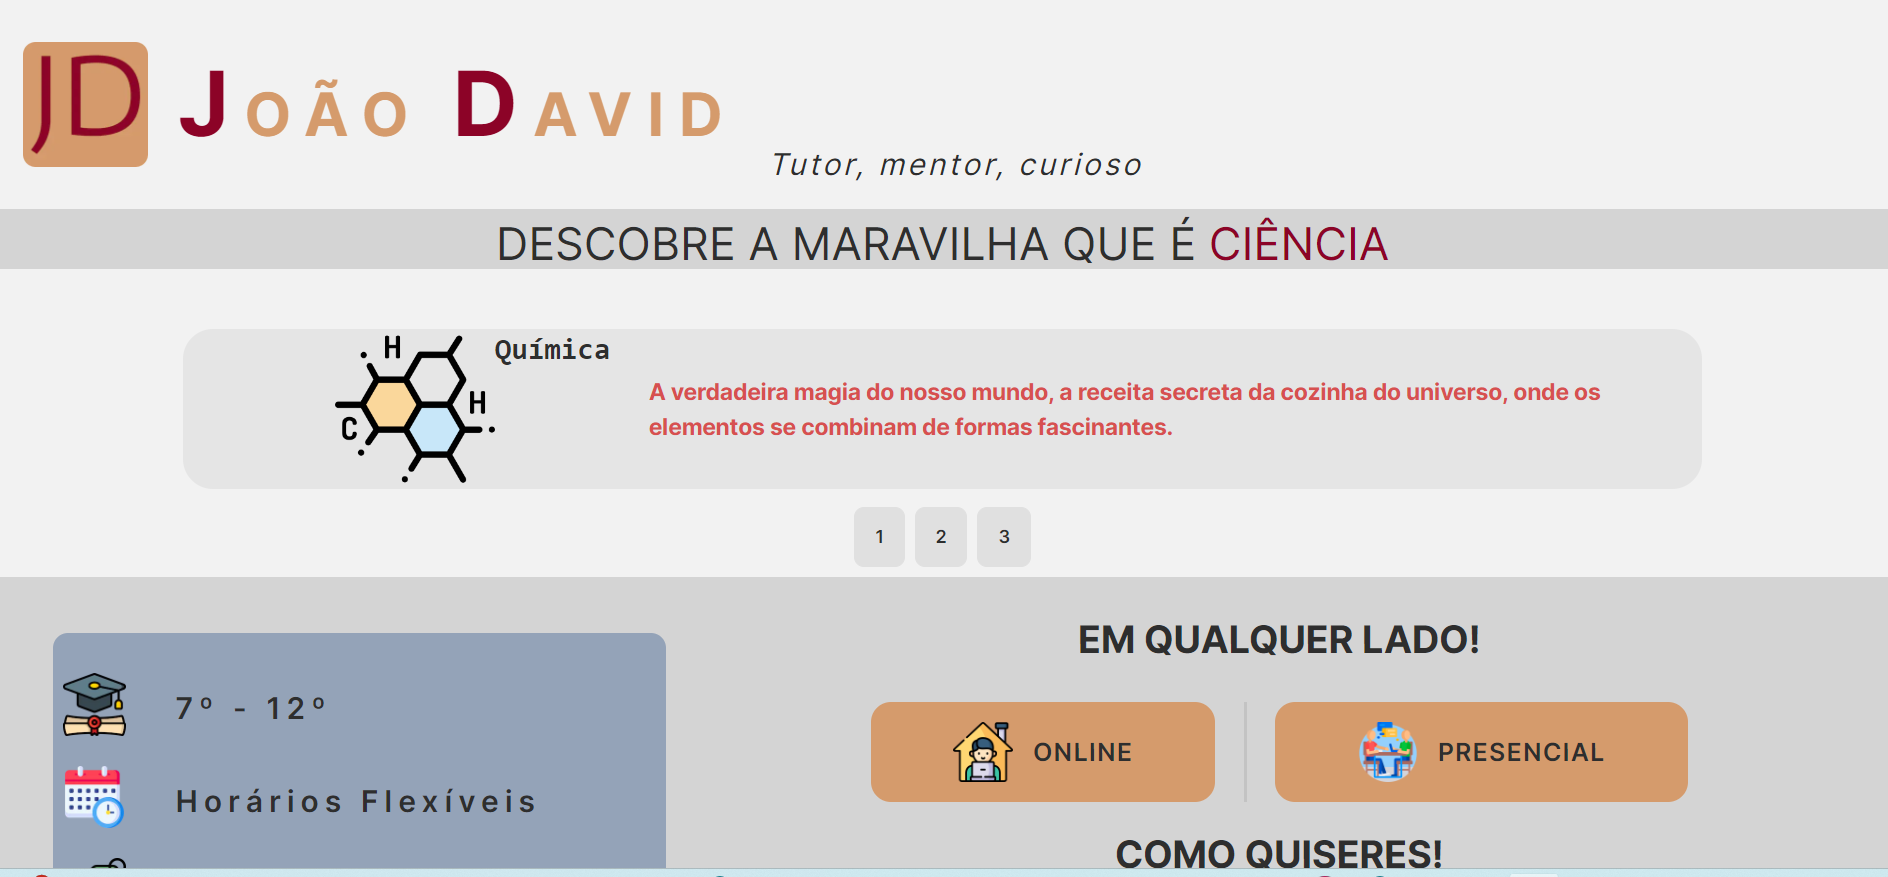 JD
João David
Tutor, mentor, curioso
DESCOBRE A MARAVILHA QUE É CIÊNCIA
H
H
C
Química
A verdadeira magia do nosso mundo, a receita secreta da cozinha do universo, onde os
elementos se combinam de formas fascinantes.
1 2 3
7º - 12º
Horários Flexíveis
EM QUALQUER LADO!
ONLINE
PRESENCIAL
COMO QUISERES!